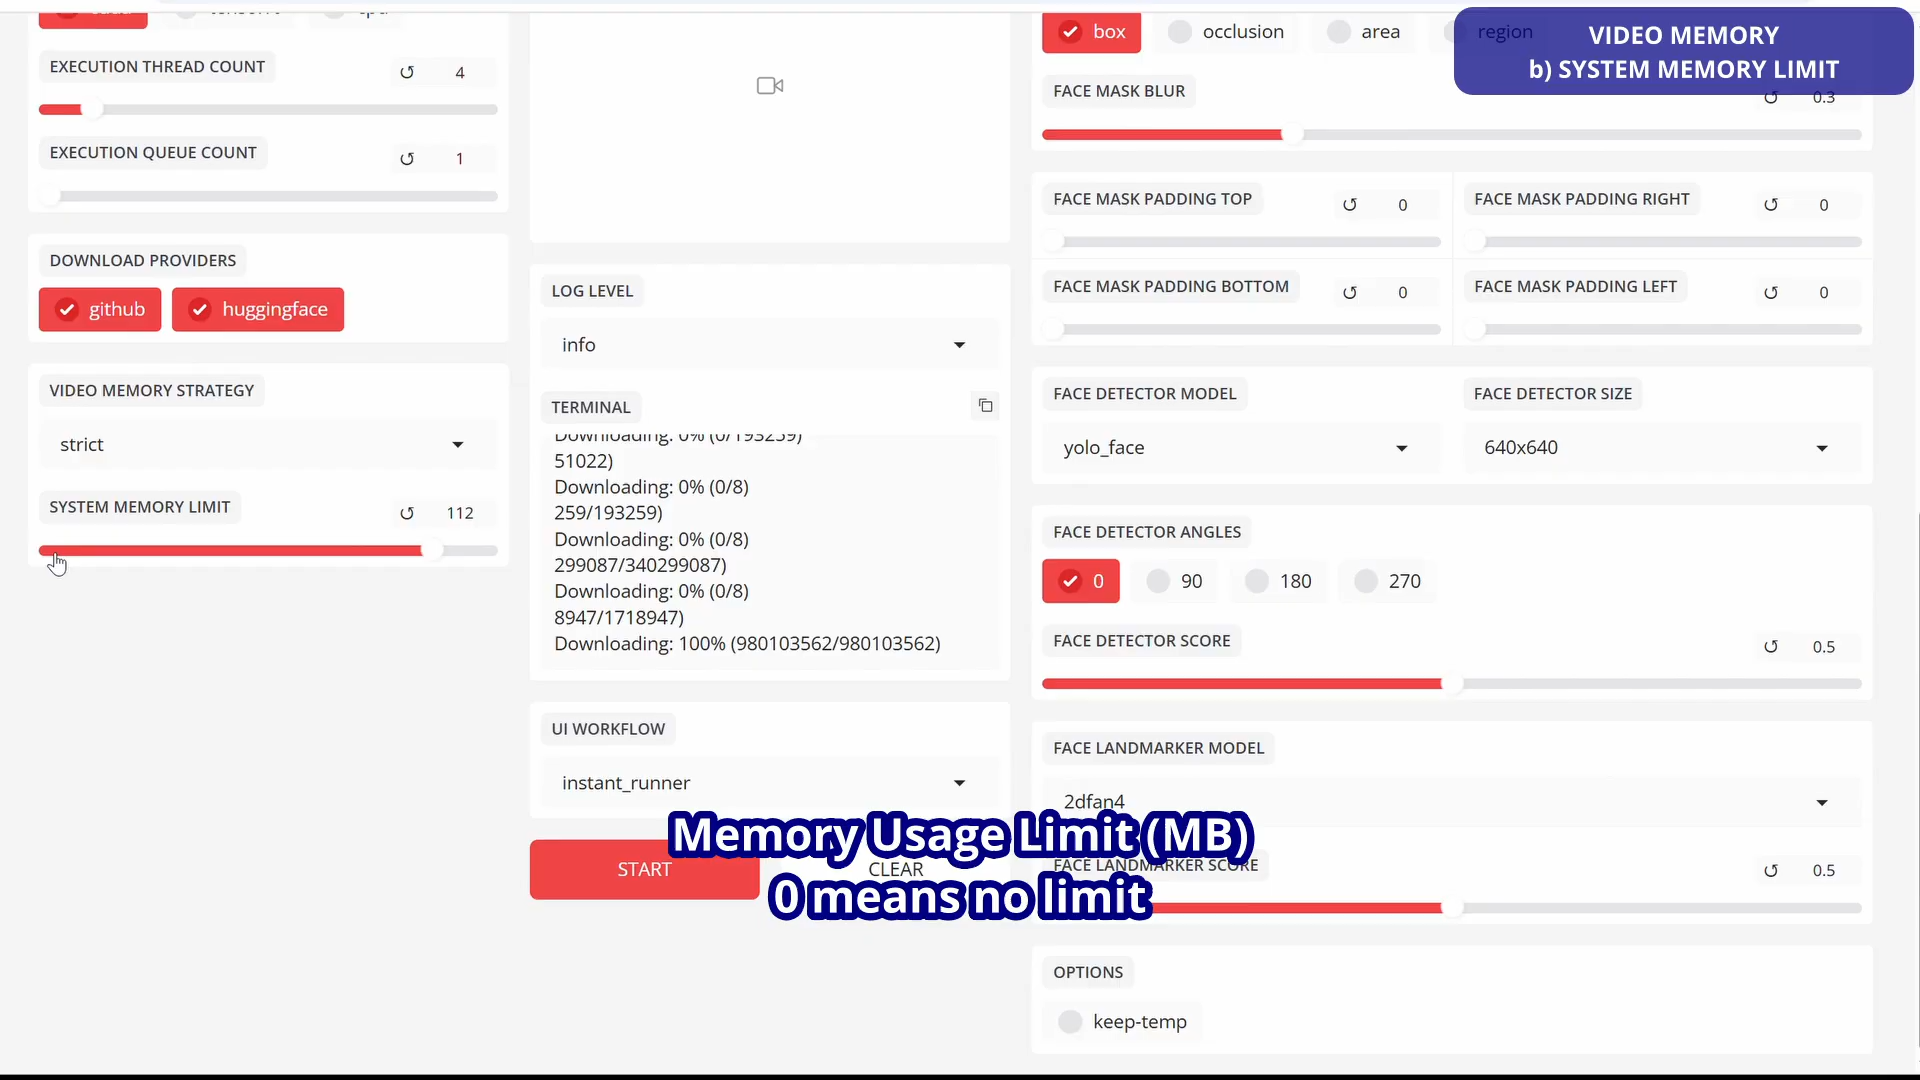 box
occlusion
area
region
VIDEO MEMORY
b) SYSTEM MEMORY LIMIT
EXECUTION THREAD COUNT
4
EXECUTION QUEUE COUNT
1
DOWNLOAD PROVIDERS
github
huggingface
VIDEO MEMORY STRATEGY
strict
SYSTEM MEMORY LIMIT
112
LOG LEVEL
info
TERMINAL
Downloading: 0% (0/193259)
51022)
Downloading: 0% (0/8)
259/193259)
Downloading: 0% (0/8)
299087/340299087)
Downloading: 0% (0/8)
8947/1718947)
Downloading: 100% (980103562/980103562)
UI WORKFLOW
instant_runner
START
CLEAR
FACE MASK BLUR
0.3
FACE MASK PADDING TOP
0
FACE MASK PADDING RIGHT
0
FACE MASK PADDING BOTTOM
0
FACE MASK PADDING LEFT
0
FACE DETECTOR MODEL
yolo_face
FACE DETECTOR SIZE
640x640
FACE DETECTOR ANGLES
0
90
180
270
FACE DETECTOR SCORE
0.5
FACE LANDMARKER MODEL
2dfan4
FACE LANDMARKER SCORE
0.5
OPTIONS
keep-temp
Memory Usage Limit (MB)
0 means no limit